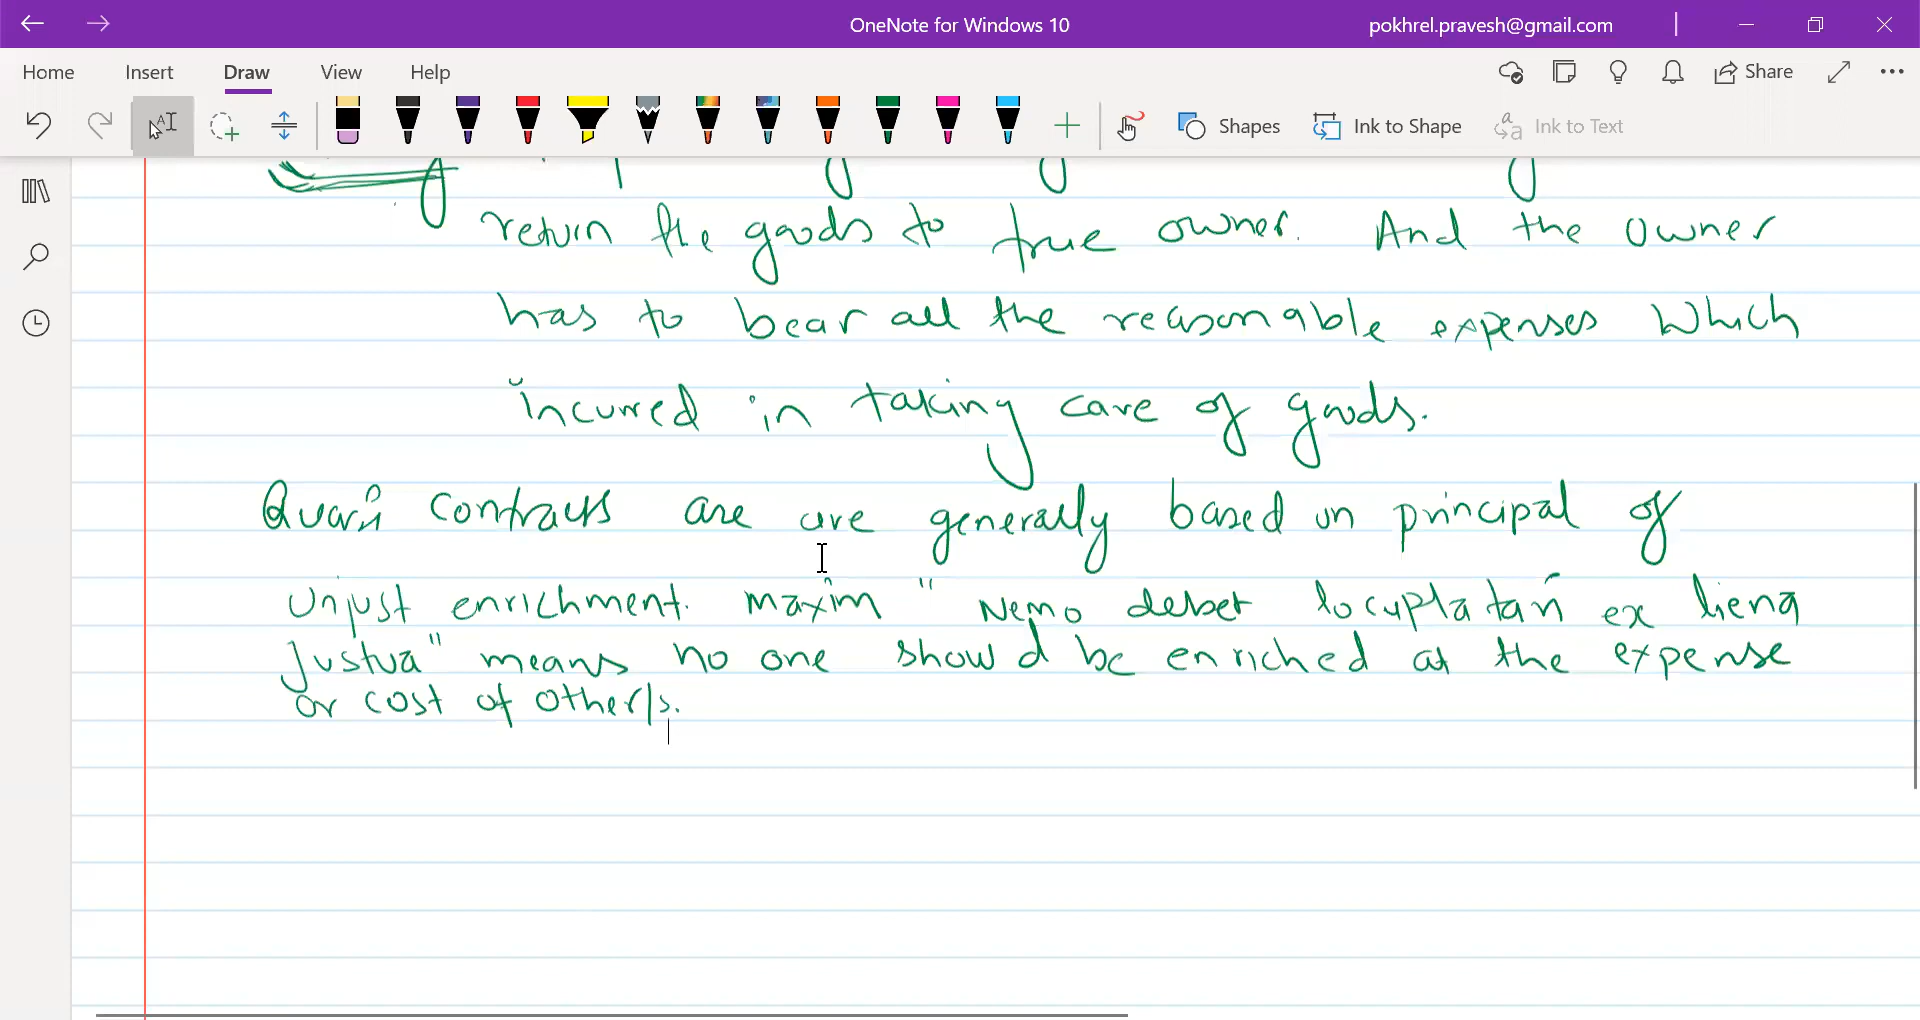 OneNote for Windows 10 pokhrel.pravesh@gmail.com
Home Insert Draw View Help Share
Shapes Ink to Shape Ink to Text
return the goods to true owner. And the owner
has to bear all the reasonable expenses which
incurred in taking care of goods.
Quasi contracts are are generally based on principal of
Unjust enrichment. maxim " Nemo debet locuplatari ex liena
Justua" means no one should be enriched at the expense
or cost of other/s.